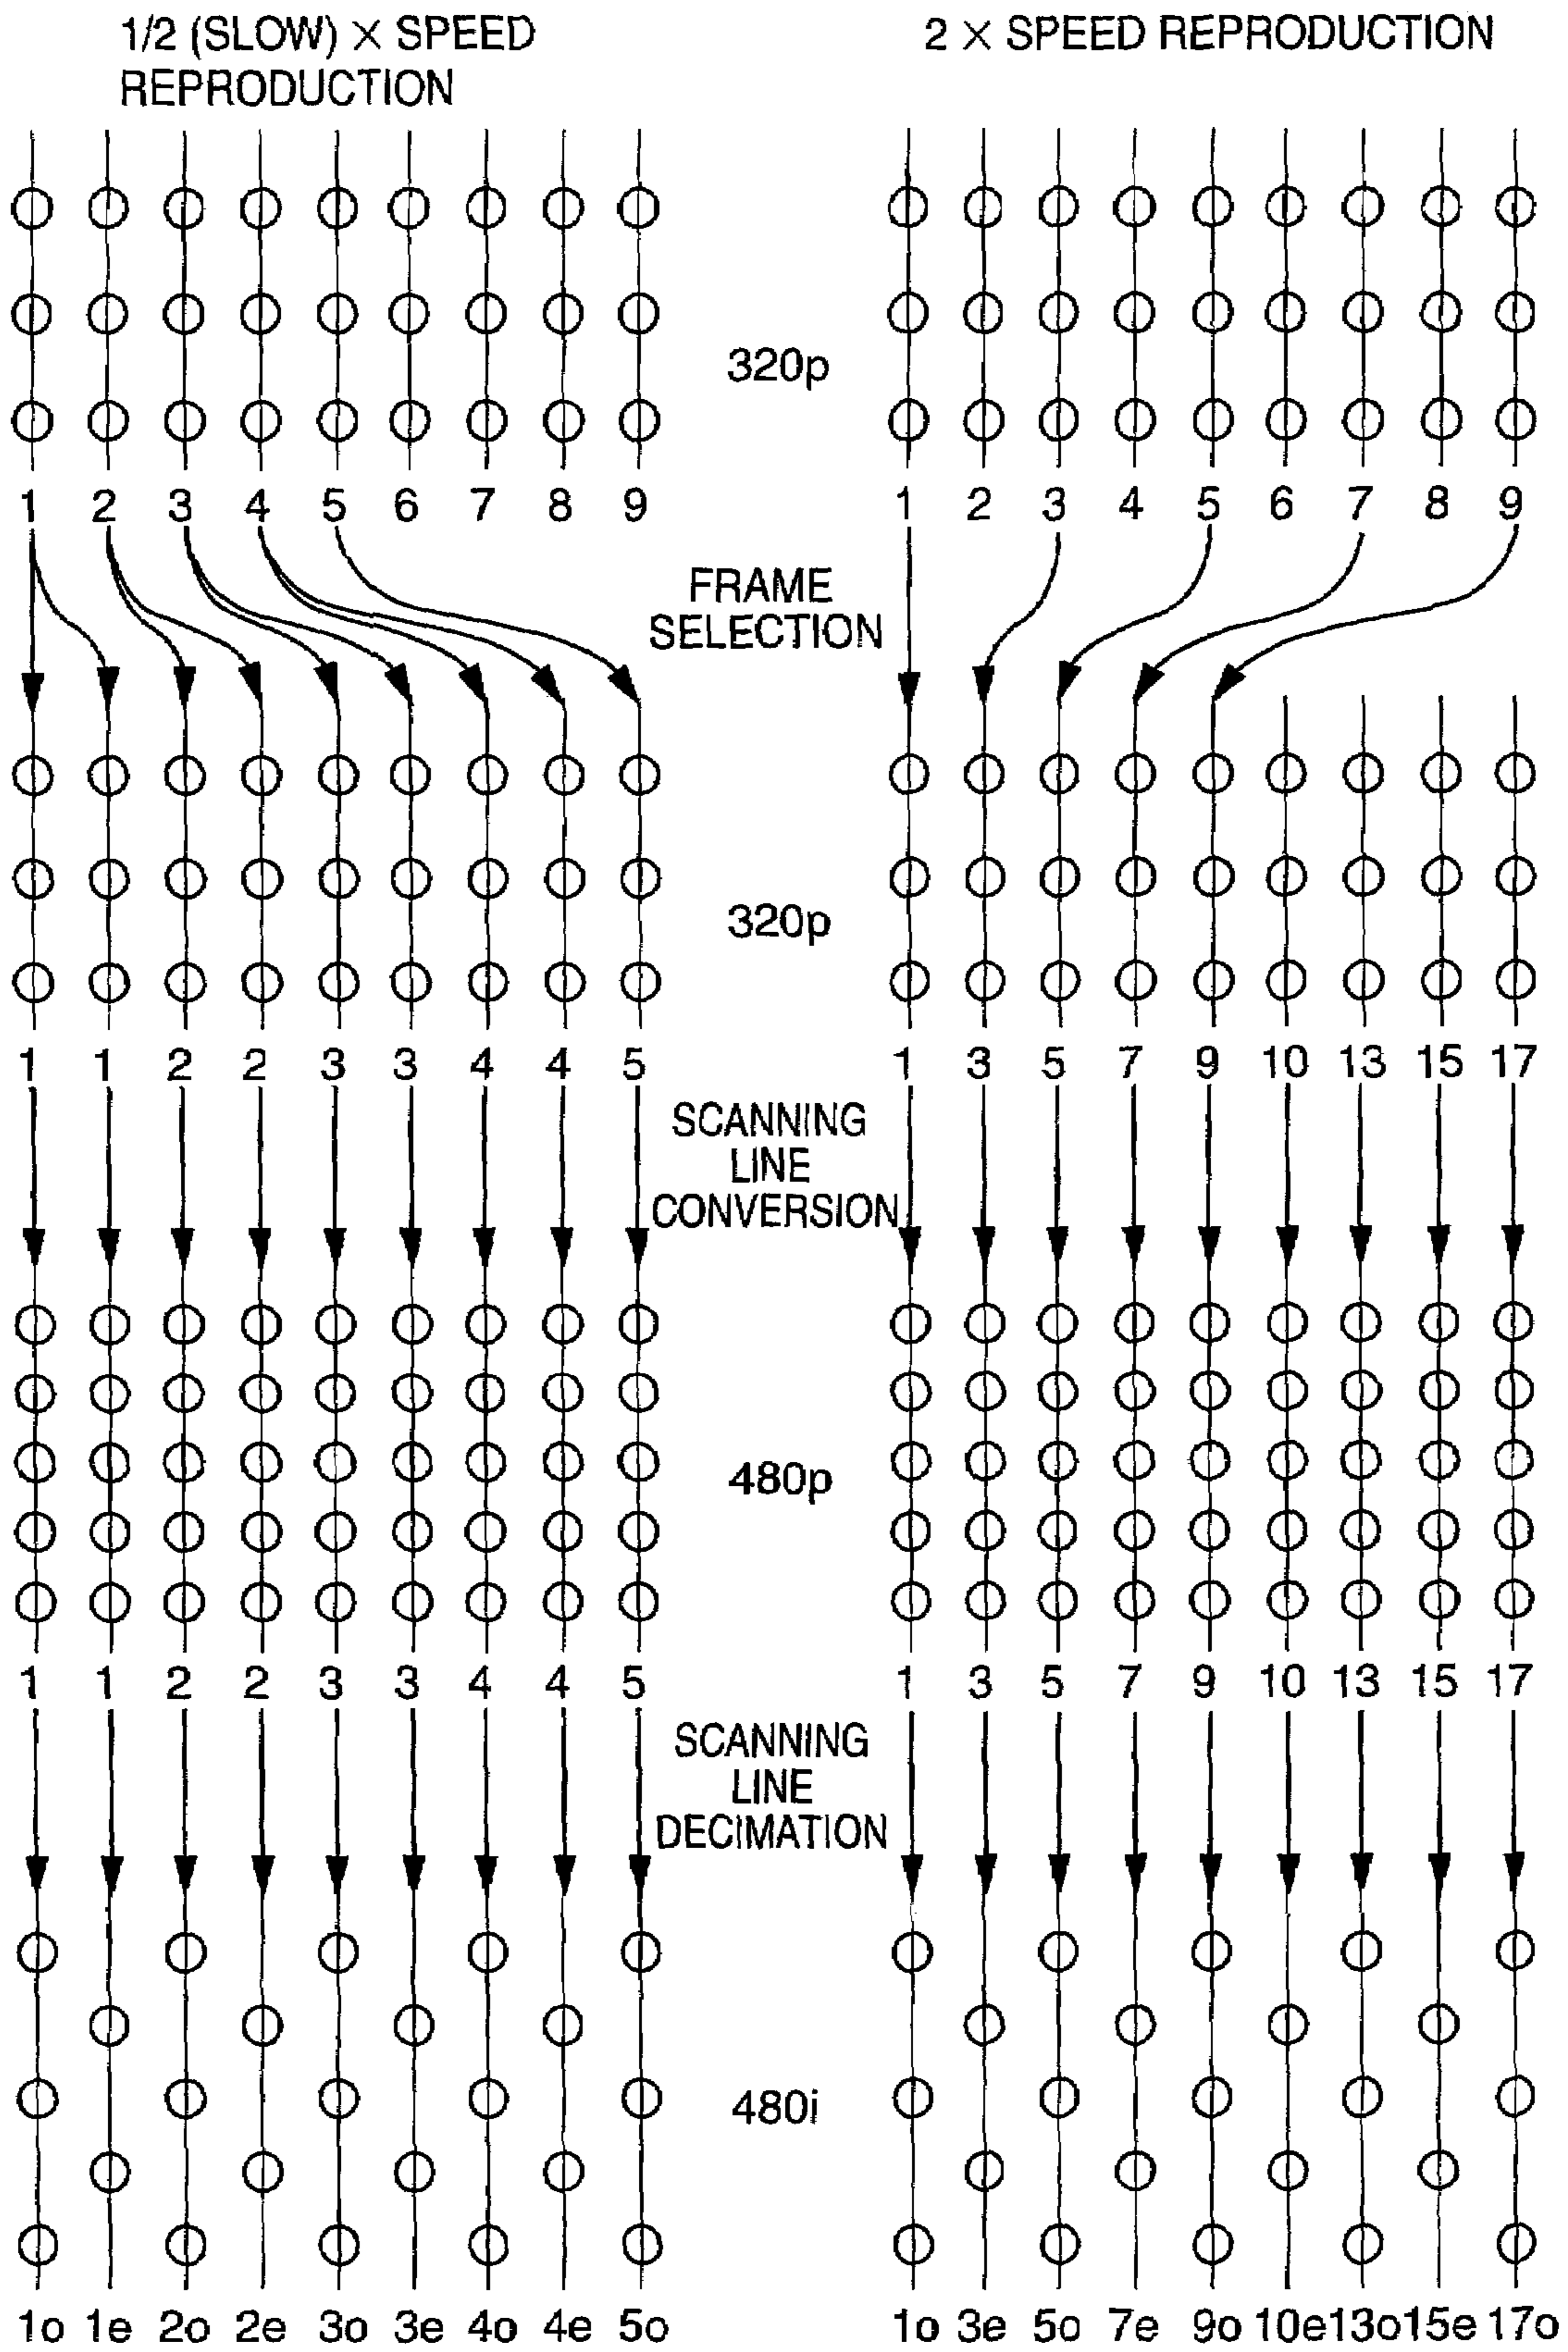 1/2 (SLOW) × SPEED
REPRODUCTION
2 × SPEED REPRODUCTION
320p
1 2 3 4 5 6 7 8 9
1 2 3 4 5 6 7 8 9
FRAME
SELECTION
320p
1 1 2 2 3 3 4 4 5
1 3 5 7 9 10 13 15 17
SCANNING
LINE
CONVERSION
480p
1 1 2 2 3 3 4 4 5
1 3 5 7 9 10 13 15 17
SCANNING
LINE
DECIMATION
480i
1o 1e 2o 2e 3o 3e 4o 4e 5o
1o 3e 5o 7e 9o 10e 13o 15e 17o